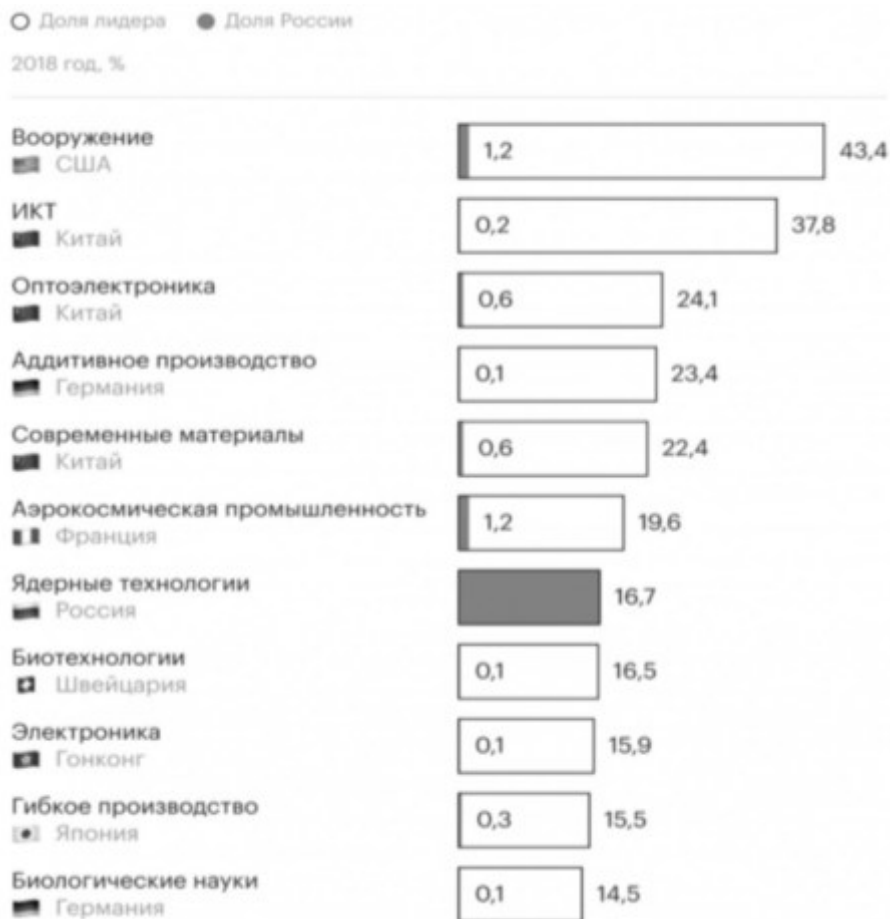 Доля лидера Доля России
2018 год, %
Вооружение
США
1,2 43,4
ИКТ
Китай
0,2 37,8
Оптоэлектроника
Китай
0,6 24,1
Аддитивное производство
Германия
0,1 23,4
Современные материалы
Китай
0,6 22,4
Аэрокосмическая промышленность
Франция
1,2 19,6
Ядерные технологии
Россия
16,7
Биотехнологии
Швейцария
0,1 16,5
Электроника
Гонконг
0,1 15,9
Гибкое производство
Япония
0,3 15,5
Биологические науки
Германия
0,1 14,5